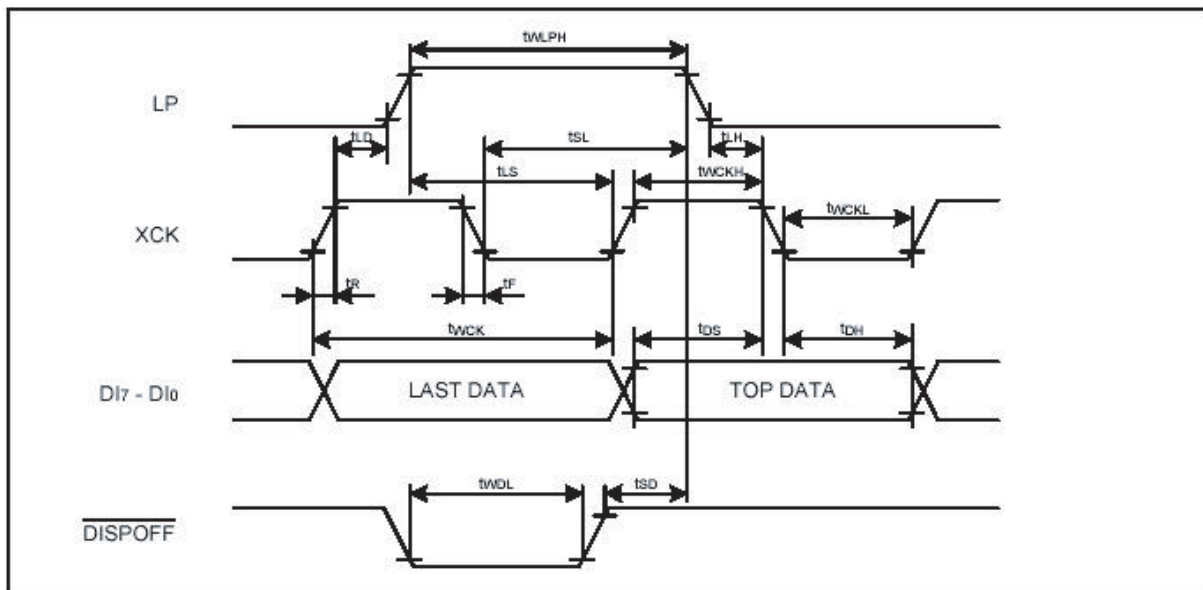 tWLPH
LP
tLD
tSL
tLH
tLS
tWCKH
tWCKL
XCK
tR
tF
tWCK
tDS
tDH
DI7 - DI0
LAST DATA
TOP DATA
tWDL
tSD
DISPOFF